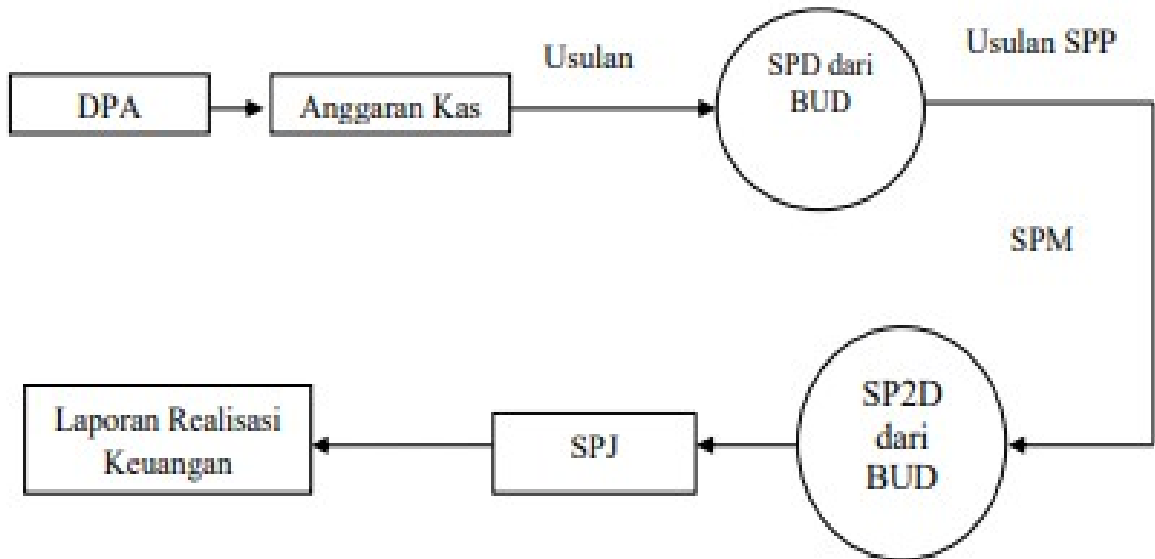 DPA
Anggaran Kas
Usulan
SPD dari
BUD
Usulan SPP
SPM
SP2D
dari
BUD
SPJ
Laporan Realisasi
Keuangan